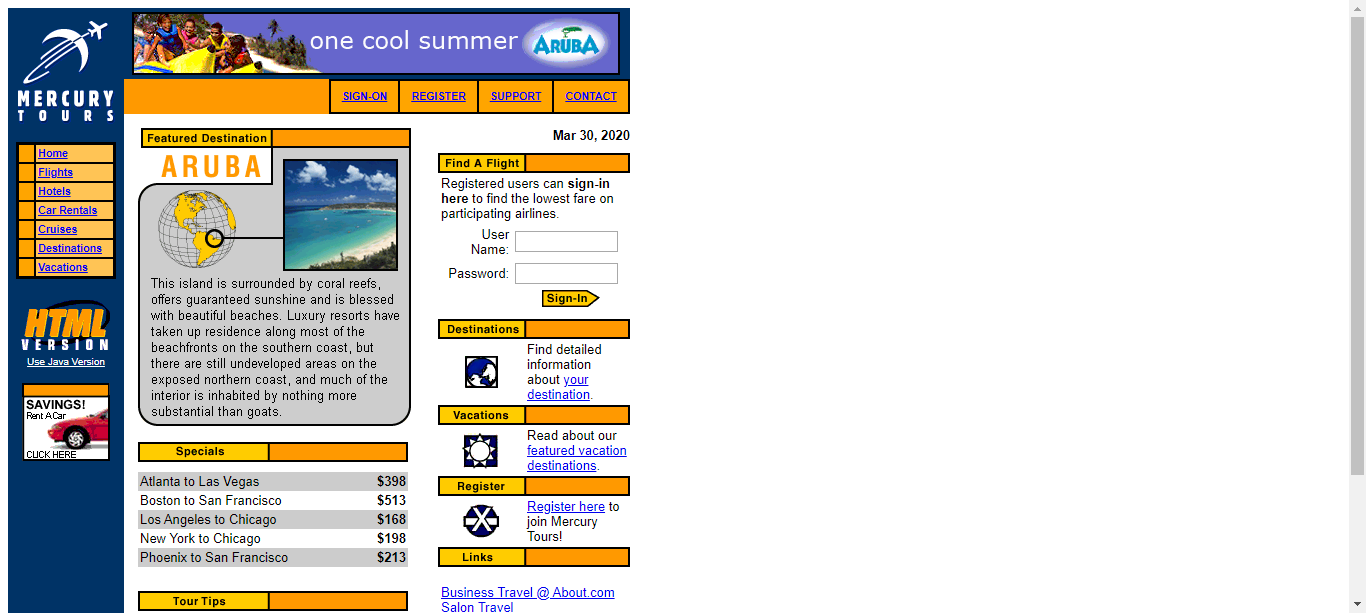 MERCURY
TOURS
one cool summer
ARUBA
SIGN-ON
REGISTER
SUPPORT
CONTACT
Home
Flights
Hotels
Car Rentals
Cruises
Destinations
Vacations
HTML
VERSION
Use Java Version
SAVINGS!
Rent A Car
CLICK HERE
Featured Destination
ARUBA
This island is surrounded by coral reefs,
offers guaranteed sunshine and is blessed
with beautiful beaches. Luxury resorts have
taken up residence along most of the
beachfronts on the southern coast, but
there are still undeveloped areas on the
exposed northern coast, and much of the
interior is inhabited by nothing more
substantial than goats.
Specials
Atlanta to Las Vegas $398
Boston to San Francisco $513
Los Angeles to Chicago $168
New York to Chicago $198
Phoenix to San Francisco $213
Tour Tips
Mar 30, 2020
Find A Flight
Registered users can sign-in
here to find the lowest fare on
participating airlines.
User
Name:
Password:
Sign-In
Destinations
Find detailed
information
about your
destination.
Vacations
Read about our
featured vacation
destinations.
Register
Register here to
join Mercury
Tours!
Links
Business Travel @ About.com
Salon Travel